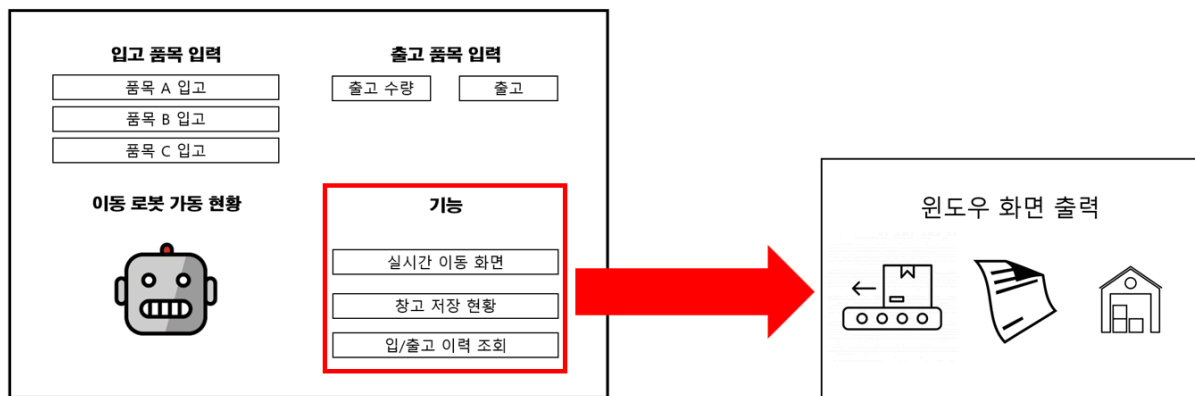 입고 품목 입력
품목 A 입고
품목 B 입고
품목 C 입고
출고 품목 입력
출고 수량
출고
이동 로봇 가동 현황
기능
실시간 이동 화면
창고 저장 현황
입/출고 이력 조회
윈도우 화면 출력